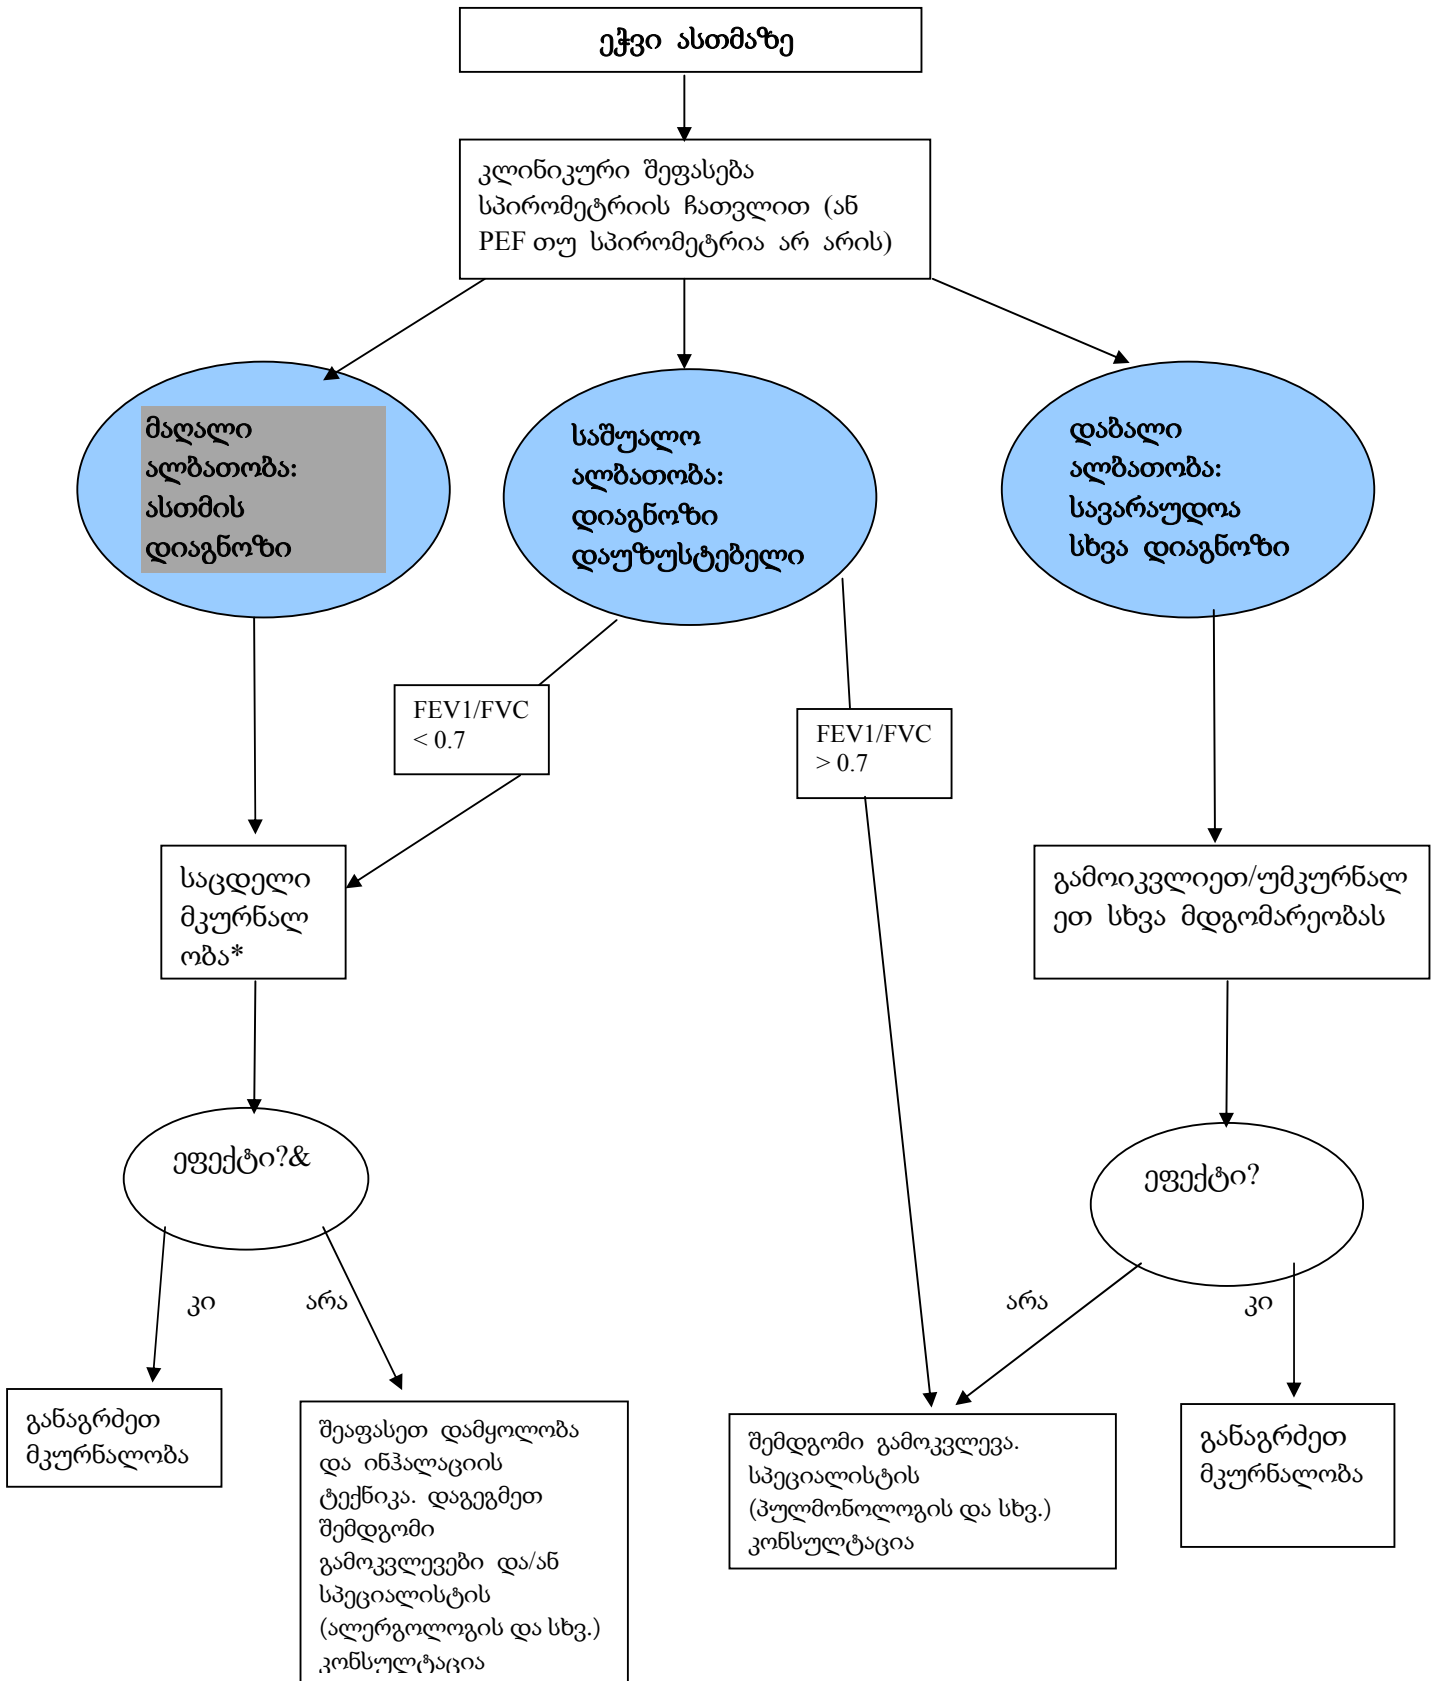 ეჭვი ასთმაზე
კლინიკური შეფასება
სპირომეტრიის ჩათვლით (ან
PEF თუ სპირომეტრია არ არის)
მაღალი
ალბათობა:
ასთმის
დიაგნოზი
საშუალო
ალბათობა:
დიაგნოზი
დაუზუსტებელი
დაბალი
ალბათობა:
სავარაუდოა
სხვა დიაგნოზი
FEV1/FVC
< 0.7
FEV1/FVC
> 0.7
საცდელი
მკურნალ
ობა*
გამოიკვლიეთ/უმკურნალ
ეთ სხვა მდგომარეობას
ეფექტი?&
ეფექტი?
კი
არა
არა
კი
განაგრძეთ
მკურნალობა
შეაფასეთ დამყოლობა
და ინჰალაციის
ტექნიკა. დაგეგმეთ
შემდგომი
გამოკვლევები და/ან
სპეციალისტის
(ალერგოლოგის და სხვ.)
კონსულტაცია
შემდგომი გამოკვლევა.
სპეციალისტის
(პულმონოლოგის და სხვ.)
კონსულტაცია
განაგრძეთ
მკურნალობა